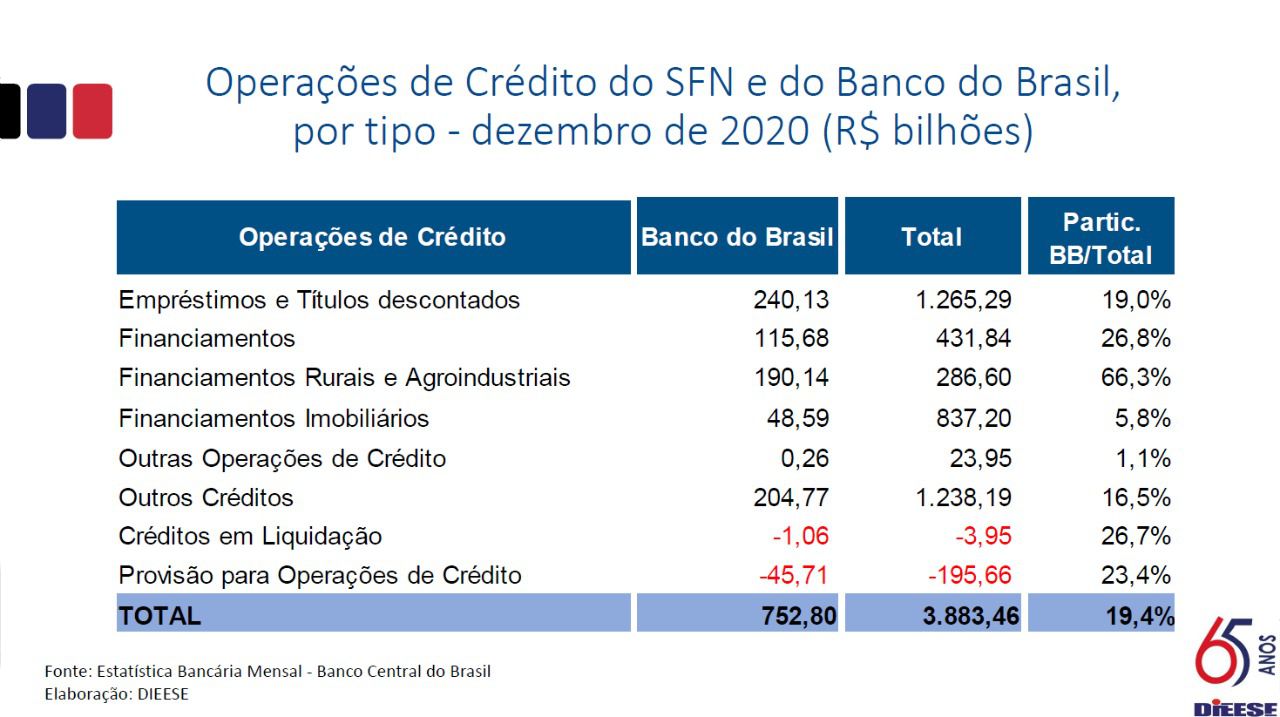 Operações de Crédito do SFN e do Banco do Brasil,
por tipo - dezembro de 2020 (R$ bilhões)
Operações de Crédito Banco do Brasil Total Partic. BB/Total
Empréstimos e Títulos descontados 240,13 1.265,29 19,0%
Financiamentos 115,68 431,84 26,8%
Financiamentos Rurais e Agroindustriais 190,14 286,60 66,3%
Financiamentos Imobiliários 48,59 837,20 5,8%
Outras Operações de Crédito 0,26 23,95 1,1%
Outros Créditos 204,77 1.238,19 16,5%
Créditos em Liquidação -1,06 -3,95 26,7%
Provisão para Operações de Crédito -45,71 -195,66 23,4%
TOTAL 752,80 3.883,46 19,4%
Fonte: Estatística Bancária Mensal - Banco Central do Brasil
Elaboração: DIEESE
65 ANOS
DIEESE